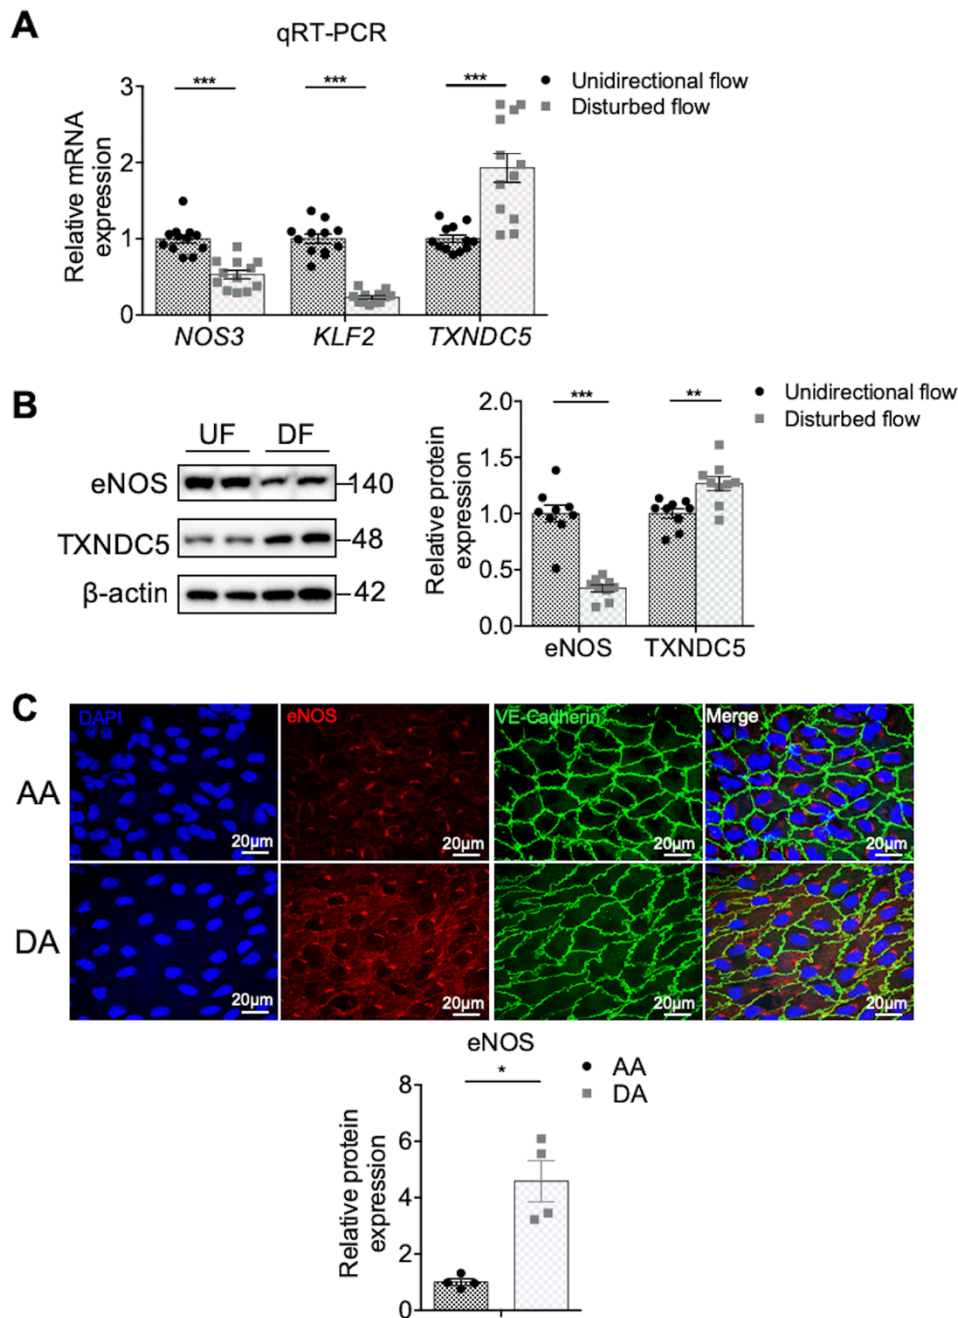 A
qRT-PCR
*** *** ***
Unidirectional flow
Disturbed flow
Relative mRNA
expression
3
2
1
0
NOS3 KLF2 TXNDC5
B
UF DF
eNOS 140
TXNDC5 48
β-actin 42
Unidirectional flow
Disturbed flow
*** **
Relative protein
expression
2.0
1.5
1.0
0.5
0.0
eNOS TXNDC5
C
DAPI eNOS VE-Cadherin Merge
AA
20μm 20μm 20μm 20μm
DA
20μm 20μm 20μm 20μm
eNOS
*
AA
DA
Relative protein
expression
8
6
4
2
0